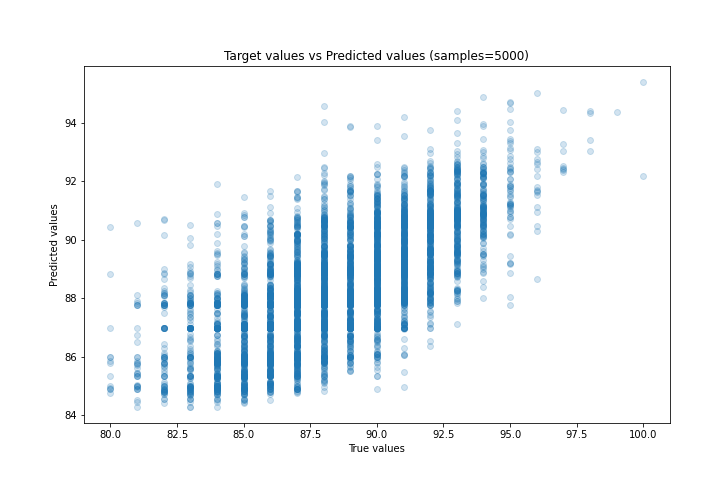 Target values vs Predicted values (samples=5000)
Predicted values
94
92
90
88
86
84
80.0 82.5 85.0 87.5 90.0 92.5 95.0 97.5 100.0
True values